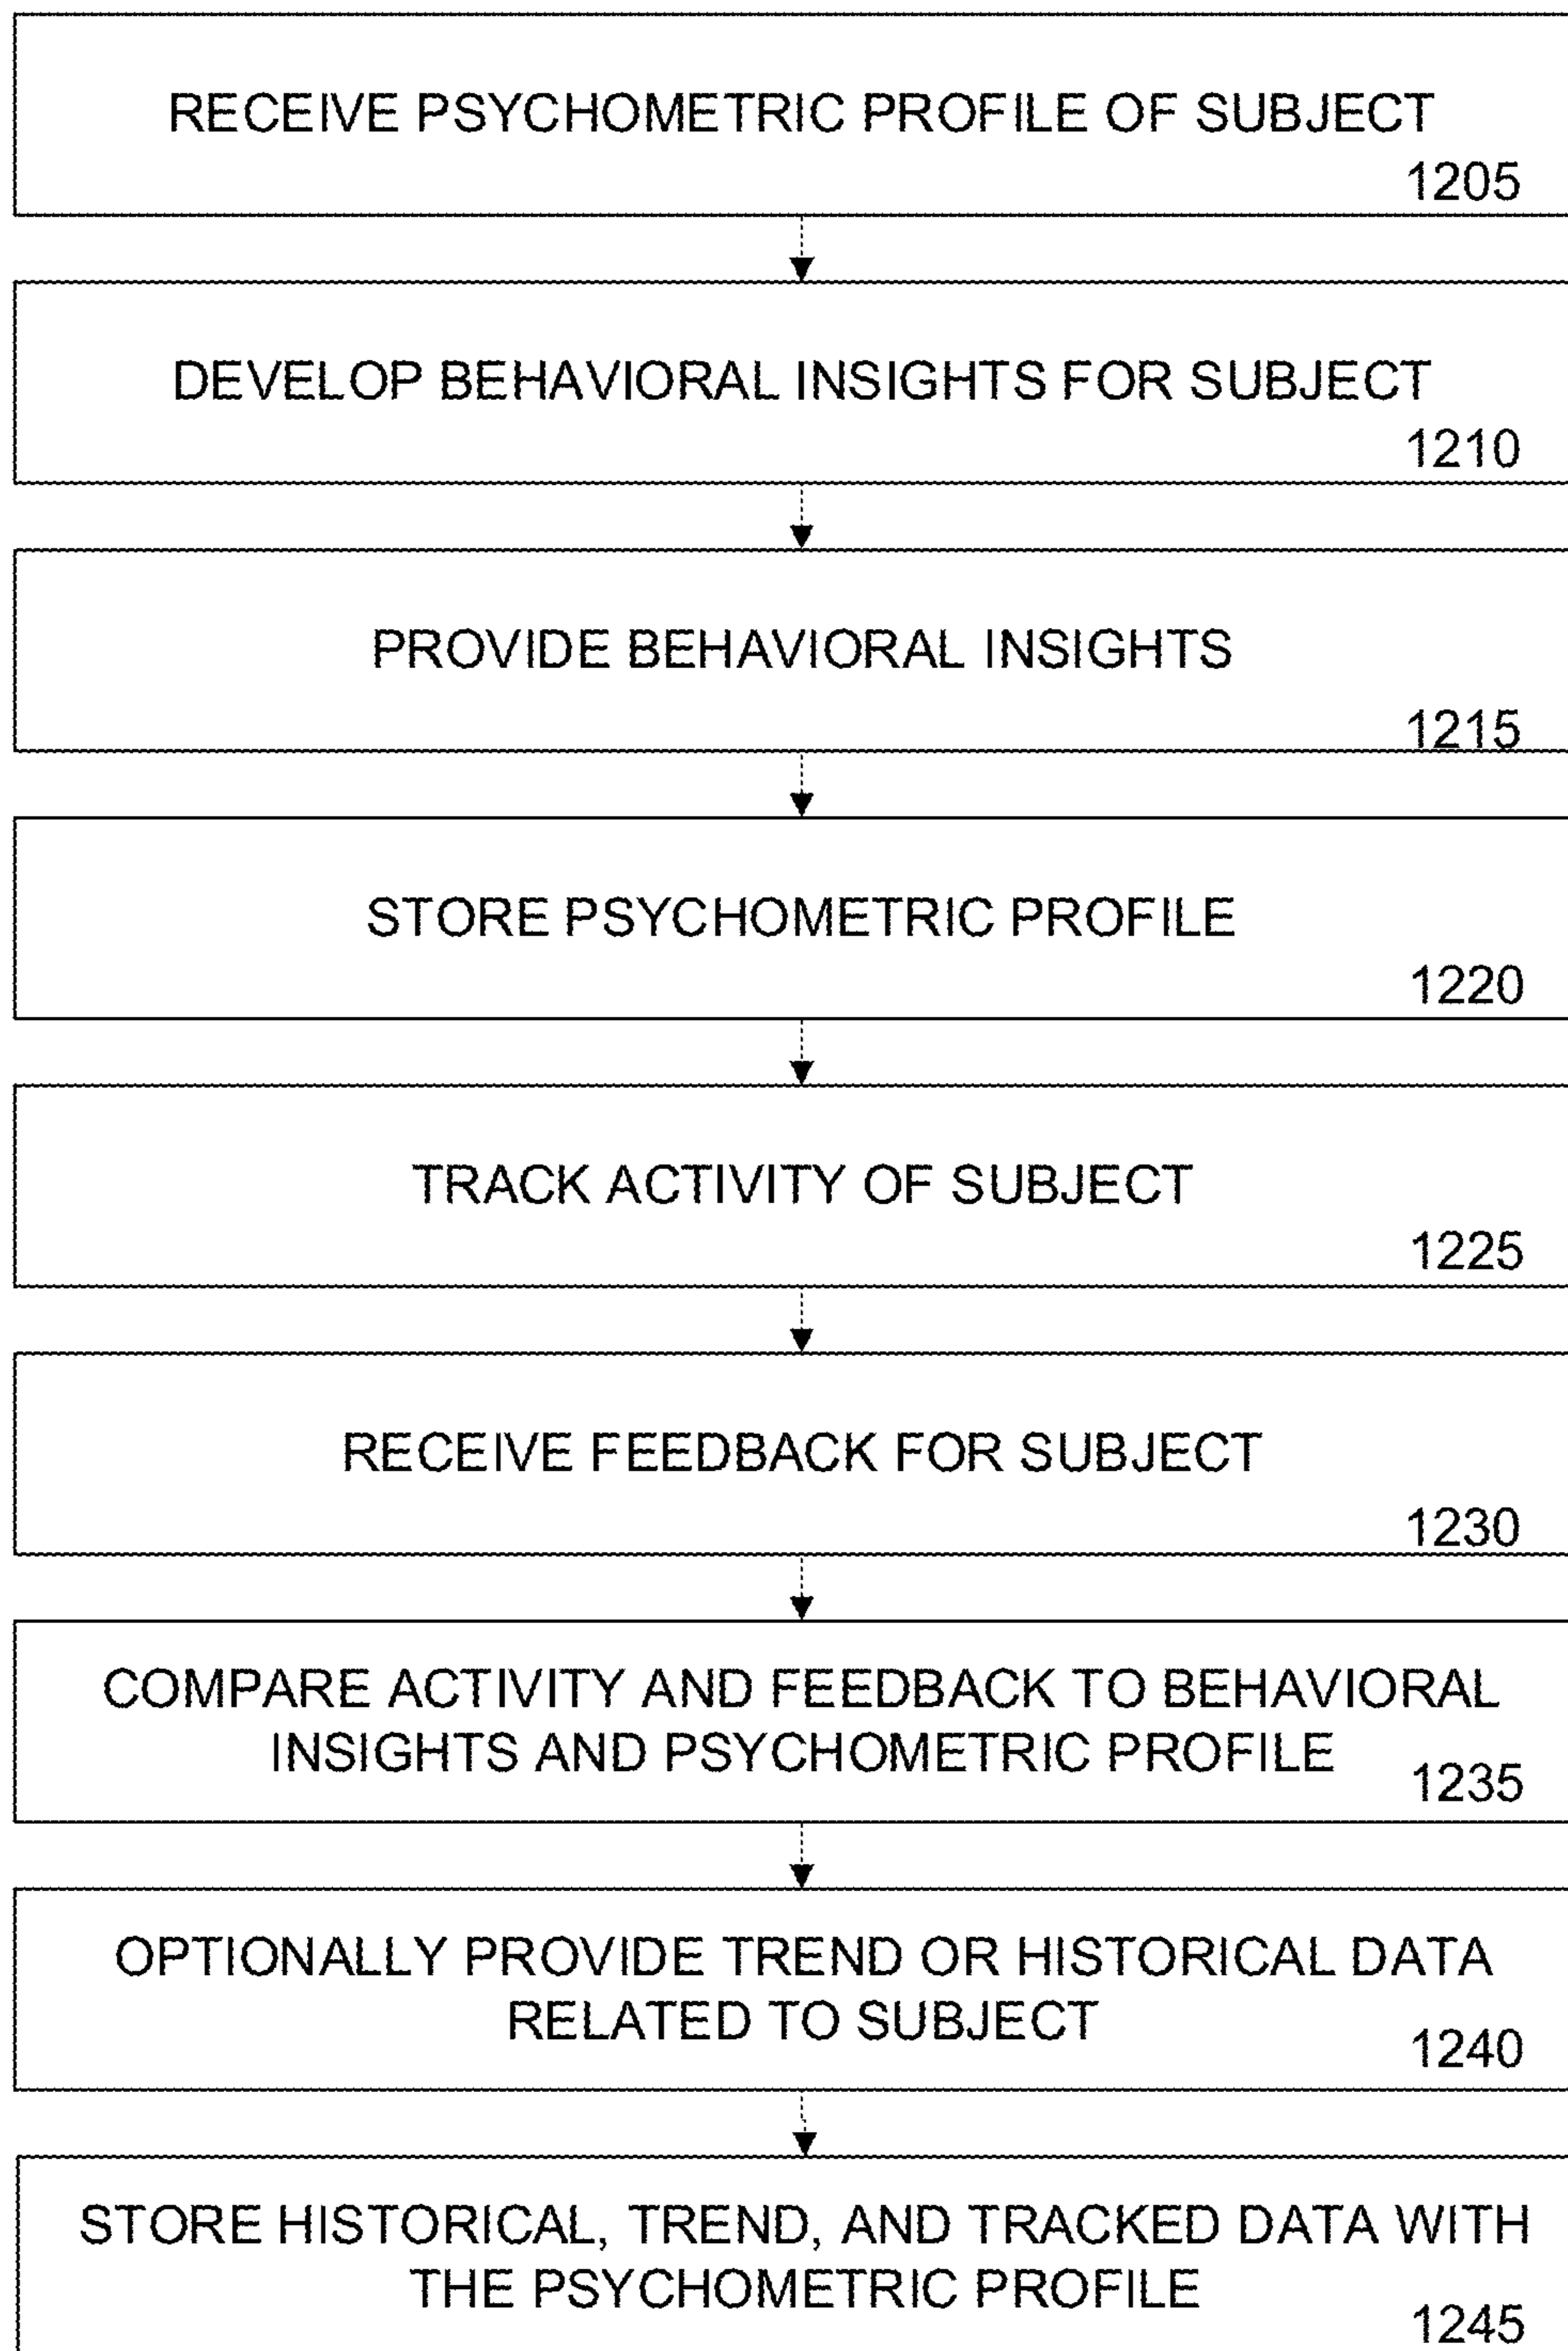 RECEIVE PSYCHOMETRIC PROFILE OF SUBJECT
1205
DEVELOP BEHAVIORAL INSIGHTS FOR SUBJECT
1210
PROVIDE BEHAVIORAL INSIGHTS
1215
STORE PSYCHOMETRIC PROFILE
1220
TRACK ACTIVITY OF SUBJECT
1225
RECEIVE FEEDBACK FOR SUBJECT
1230
COMPARE ACTIVITY AND FEEDBACK TO BEHAVIORAL
INSIGHTS AND PSYCHOMETRIC PROFILE
1235
OPTIONALLY PROVIDE TREND OR HISTORICAL DATA
RELATED TO SUBJECT
1240
STORE HISTORICAL, TREND, AND TRACKED DATA WITH
THE PSYCHOMETRIC PROFILE
1245